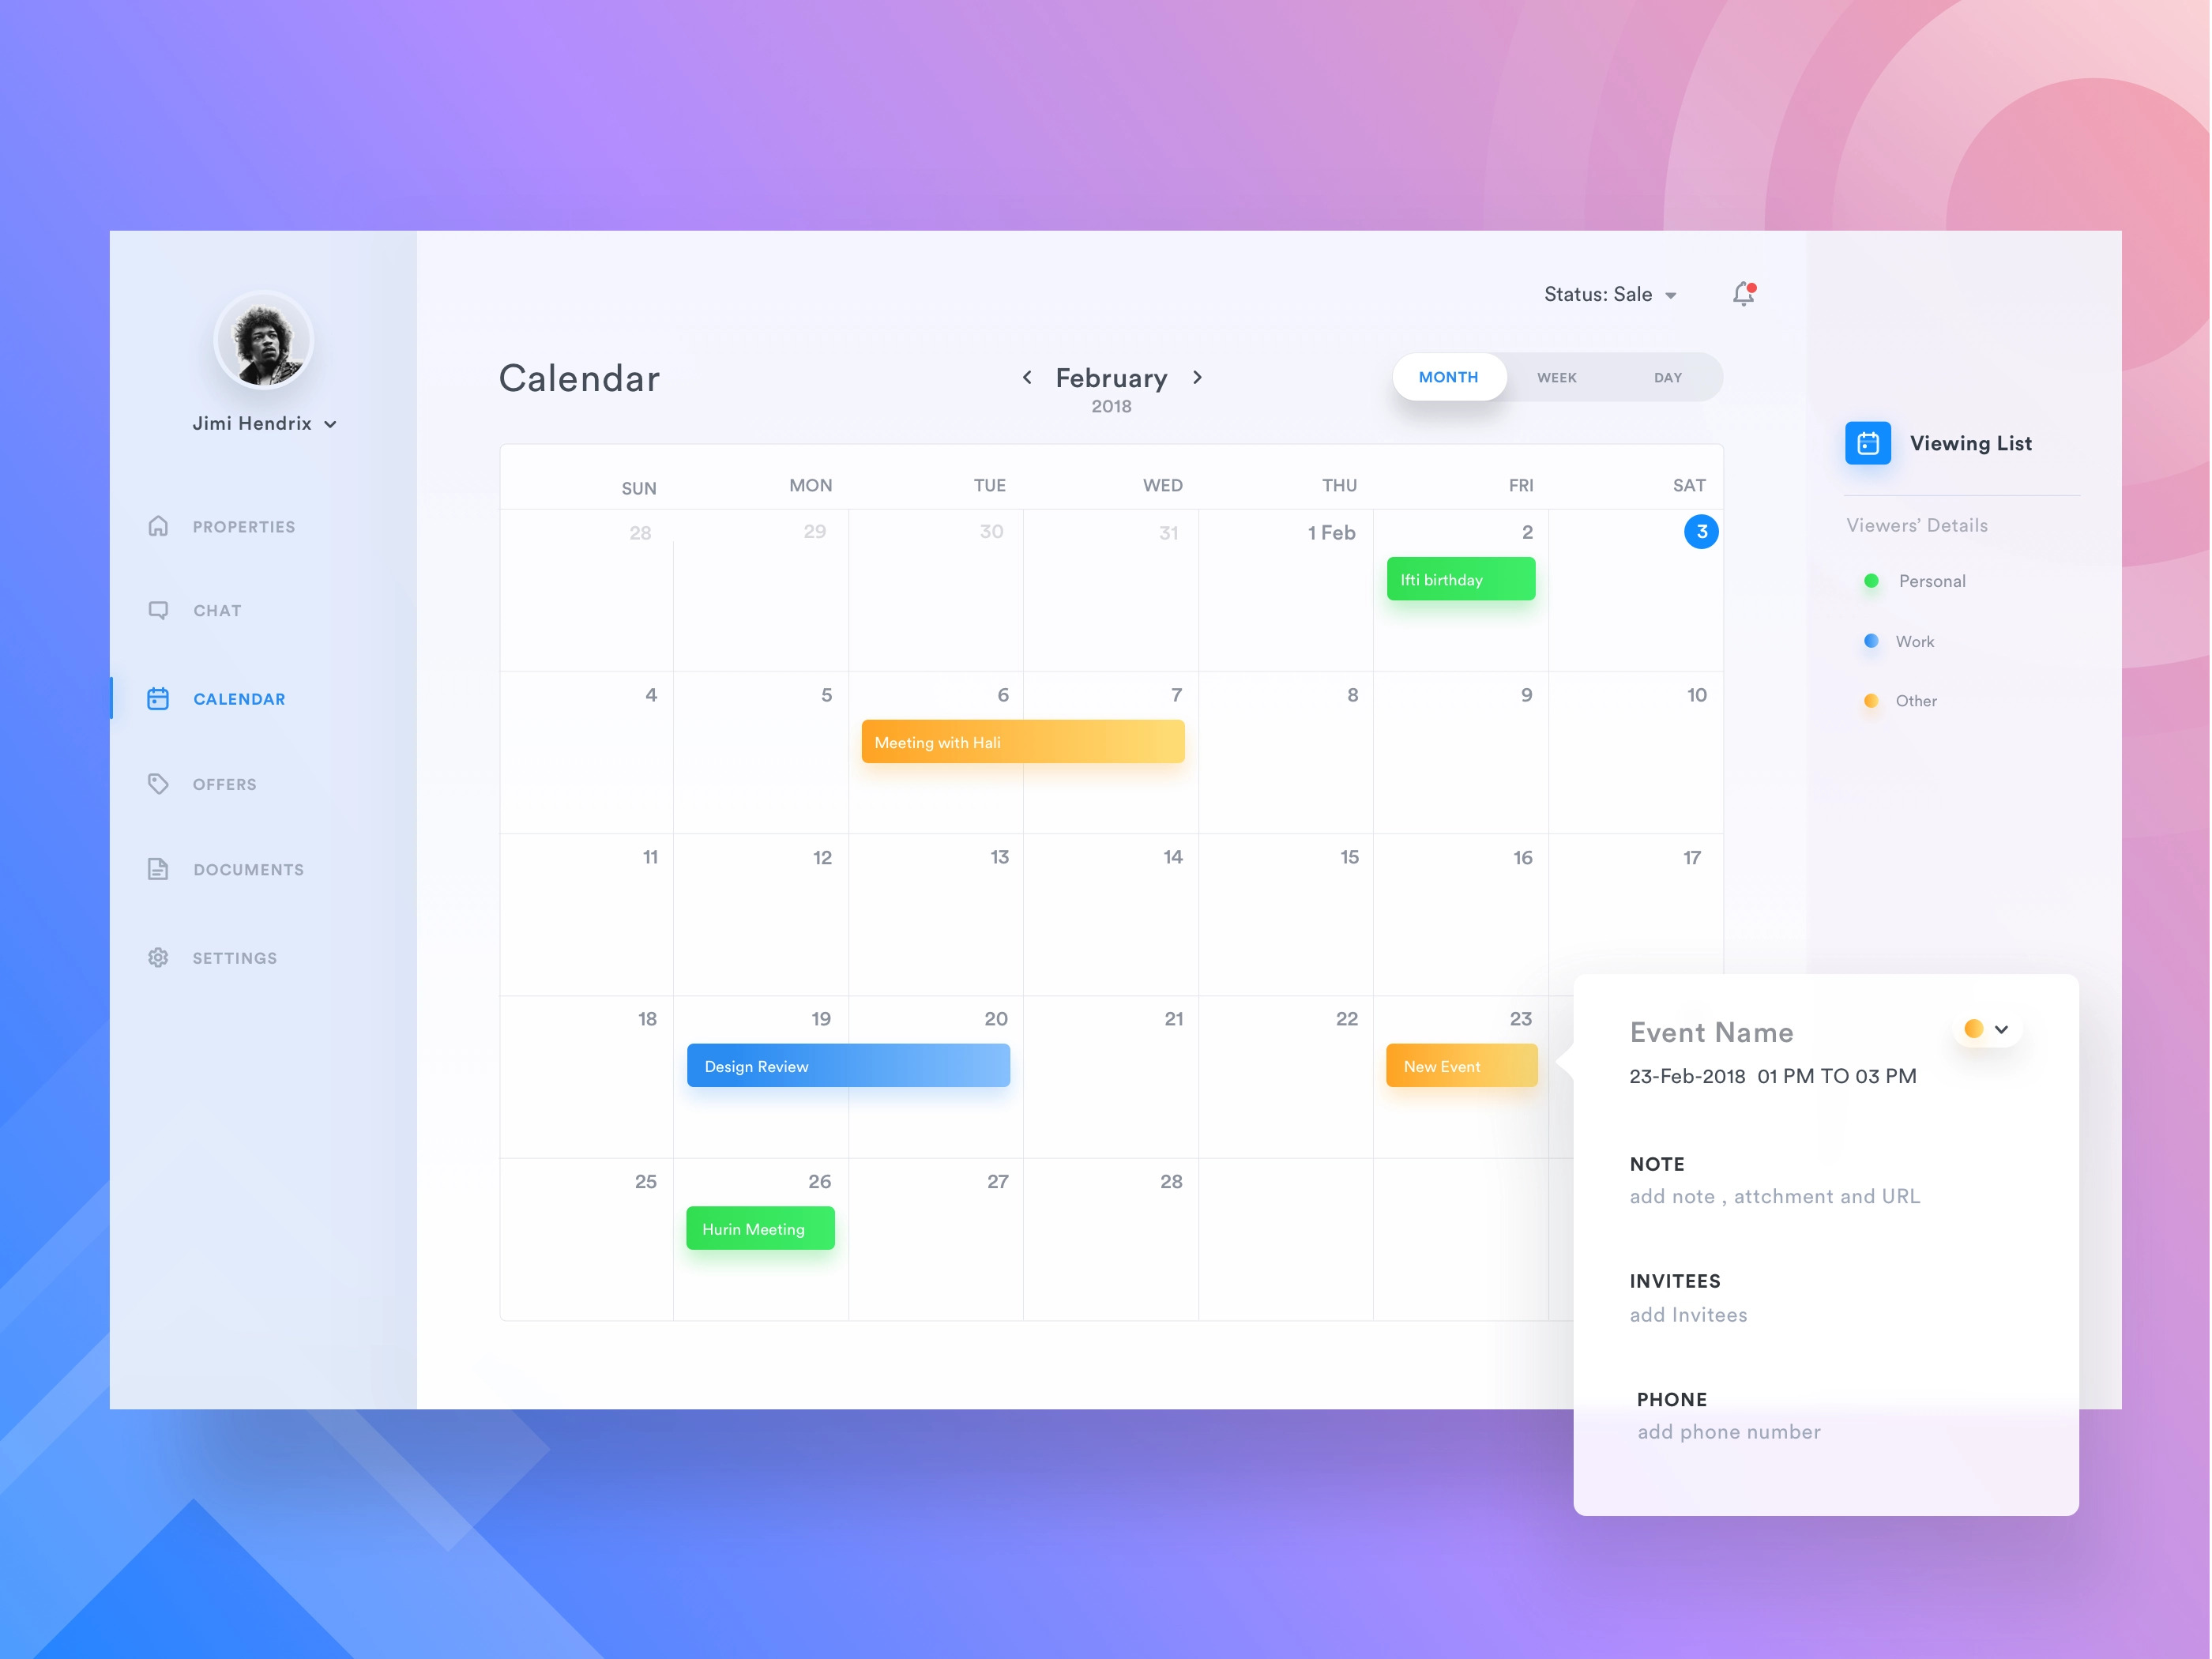 Jimi Hendrix
PROPERTIES
CHAT
CALENDAR
OFFERS
DOCUMENTS
SETTINGS
Status: Sale
Calendar
February
2018
MONTH WEEK DAY
SUN MON TUE WED THU FRI SAT
28 29 30 31 1 Feb 2 3
Ifti birthday
4 5 6 7 8 9 10
Meeting with Hali
11 12 13 14 15 16 17
18 19 20 21 22 23
Design Review
New Event
25 26 27 28
Hurin Meeting
Viewing List
Viewers’ Details
Personal
Work
Other
Event Name
23-Feb-2018 01 PM TO 03 PM
NOTE
add note , attchment and URL
INVITEES
add Invitees
PHONE
add phone number